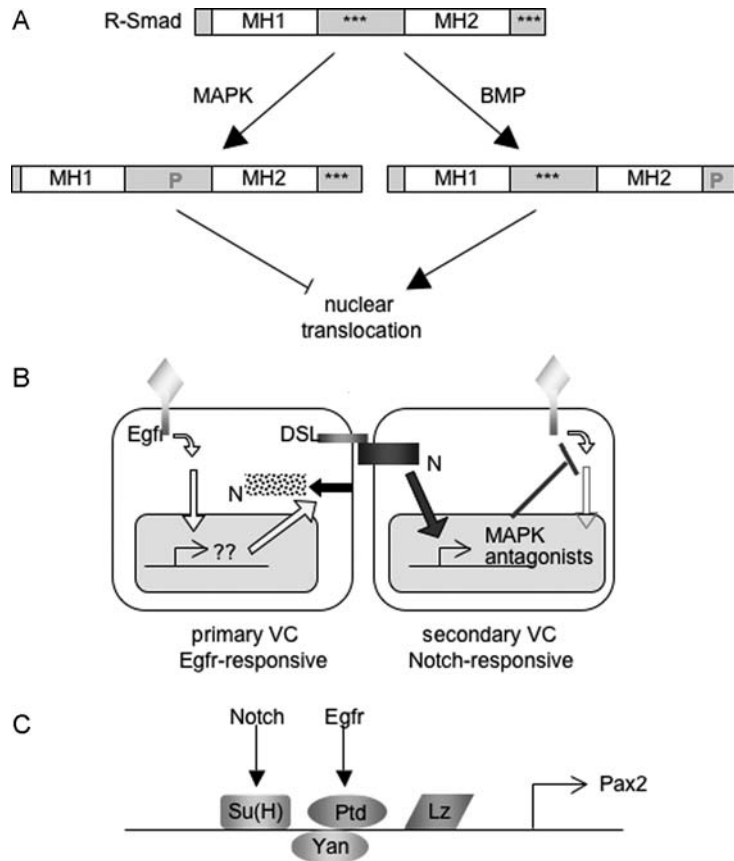 A
R-Smad MH1 *** MH2 ***
MAPK BMP
MH1 P MH2 *** MH1 *** MH2 P
nuclear
translocation
B
Egfr DSL
N N
?? MAPK
antagonists
primary VC secondary VC
Egfr-responsive Notch-responsive
C
Notch Egfr
Pax2
Su(H) Ptd Lz
Yan